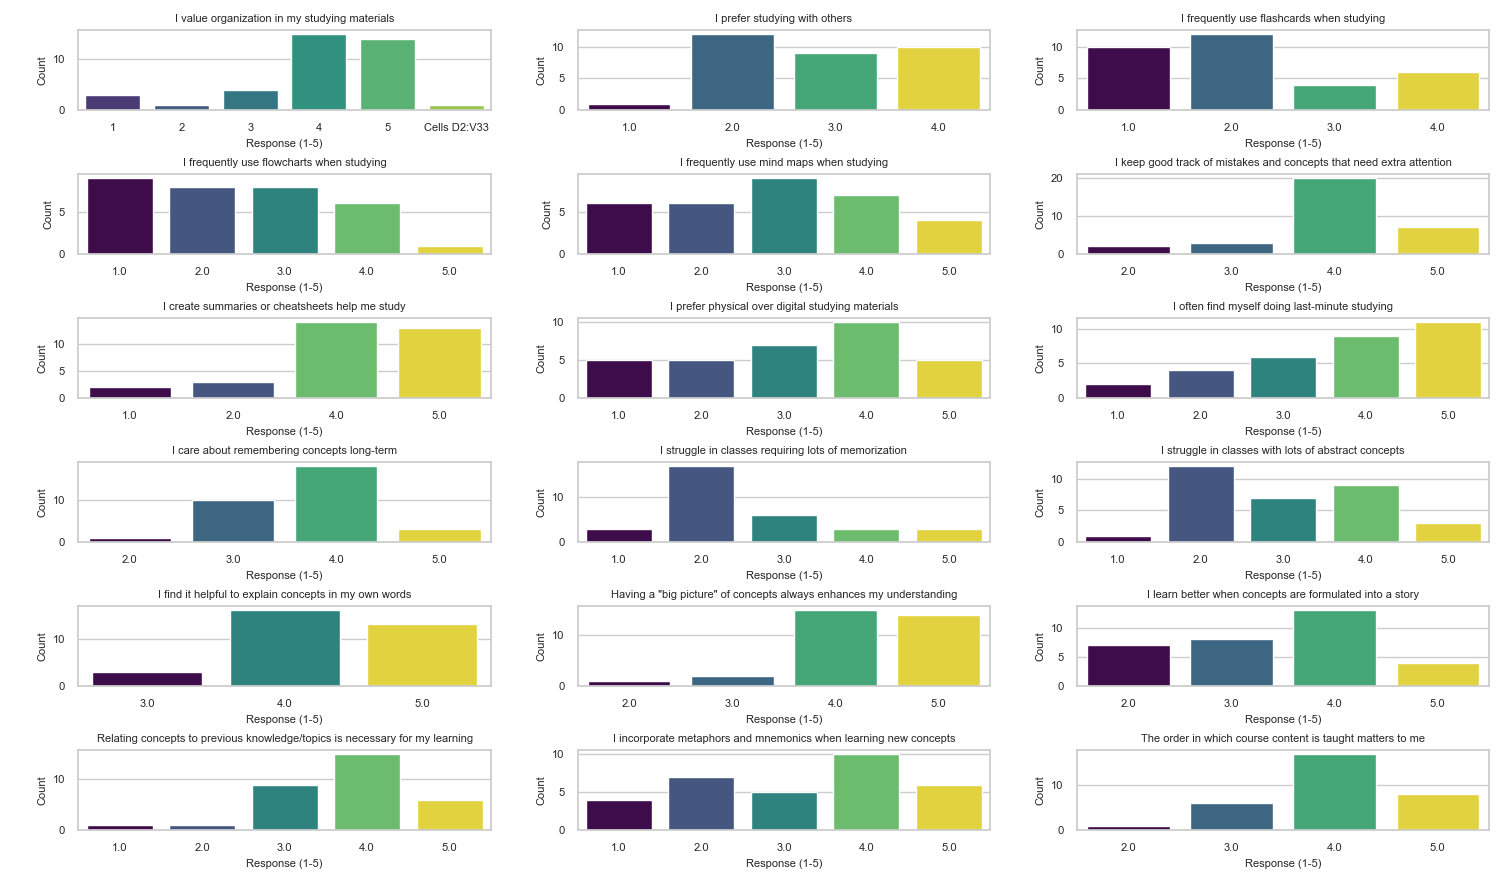 I value organization in my studying materials
Count
10
0
1 2 3 4 5 Cells D2:V33
Response (1-5)
I prefer studying with others
Count
10
5
0
1.0 2.0 3.0 4.0
Response (1-5)
I frequently use flashcards when studying
Count
10
5
0
1.0 2.0 3.0 4.0
Response (1-5)
I frequently use flowcharts when studying
Count
5
0
1.0 2.0 3.0 4.0 5.0
Response (1-5)
I frequently use mind maps when studying
Count
5
0
1.0 2.0 3.0 4.0 5.0
Response (1-5)
I keep good track of mistakes and concepts that need extra attention
Count
20
10
0
2.0 3.0 4.0 5.0
Response (1-5)
I create summaries or cheatsheets help me study
Count
10
5
0
1.0 2.0 4.0 5.0
Response (1-5)
I prefer physical over digital studying materials
Count
10
5
0
1.0 2.0 3.0 4.0 5.0
Response (1-5)
I often find myself doing last-minute studying
Count
10
5
0
1.0 2.0 3.0 4.0 5.0
Response (1-5)
I care about remembering concepts long-term
Count
10
0
2.0 3.0 4.0 5.0
Response (1-5)
I struggle in classes requiring lots of memorization
Count
10
0
1.0 2.0 3.0 4.0 5.0
Response (1-5)
I struggle in classes with lots of abstract concepts
Count
10
5
0
1.0 2.0 3.0 4.0 5.0
Response (1-5)
I find it helpful to explain concepts in my own words
Count
10
0
3.0 4.0 5.0
Response (1-5)
Having a "big picture" of concepts always enhances my understanding
Count
10
0
2.0 3.0 4.0 5.0
Response (1-5)
I learn better when concepts are formulated into a story
Count
10
5
0
2.0 3.0 4.0 5.0
Response (1-5)
Relating concepts to previous knowledge/topics is necessary for my learning
Count
10
0
1.0 2.0 3.0 4.0 5.0
Response (1-5)
I incorporate metaphors and mnemonics when learning new concepts
Count
10
5
0
1.0 2.0 3.0 4.0 5.0
Response (1-5)
The order in which course content is taught matters to me
Count
10
0
2.0 3.0 4.0 5.0
Response (1-5)